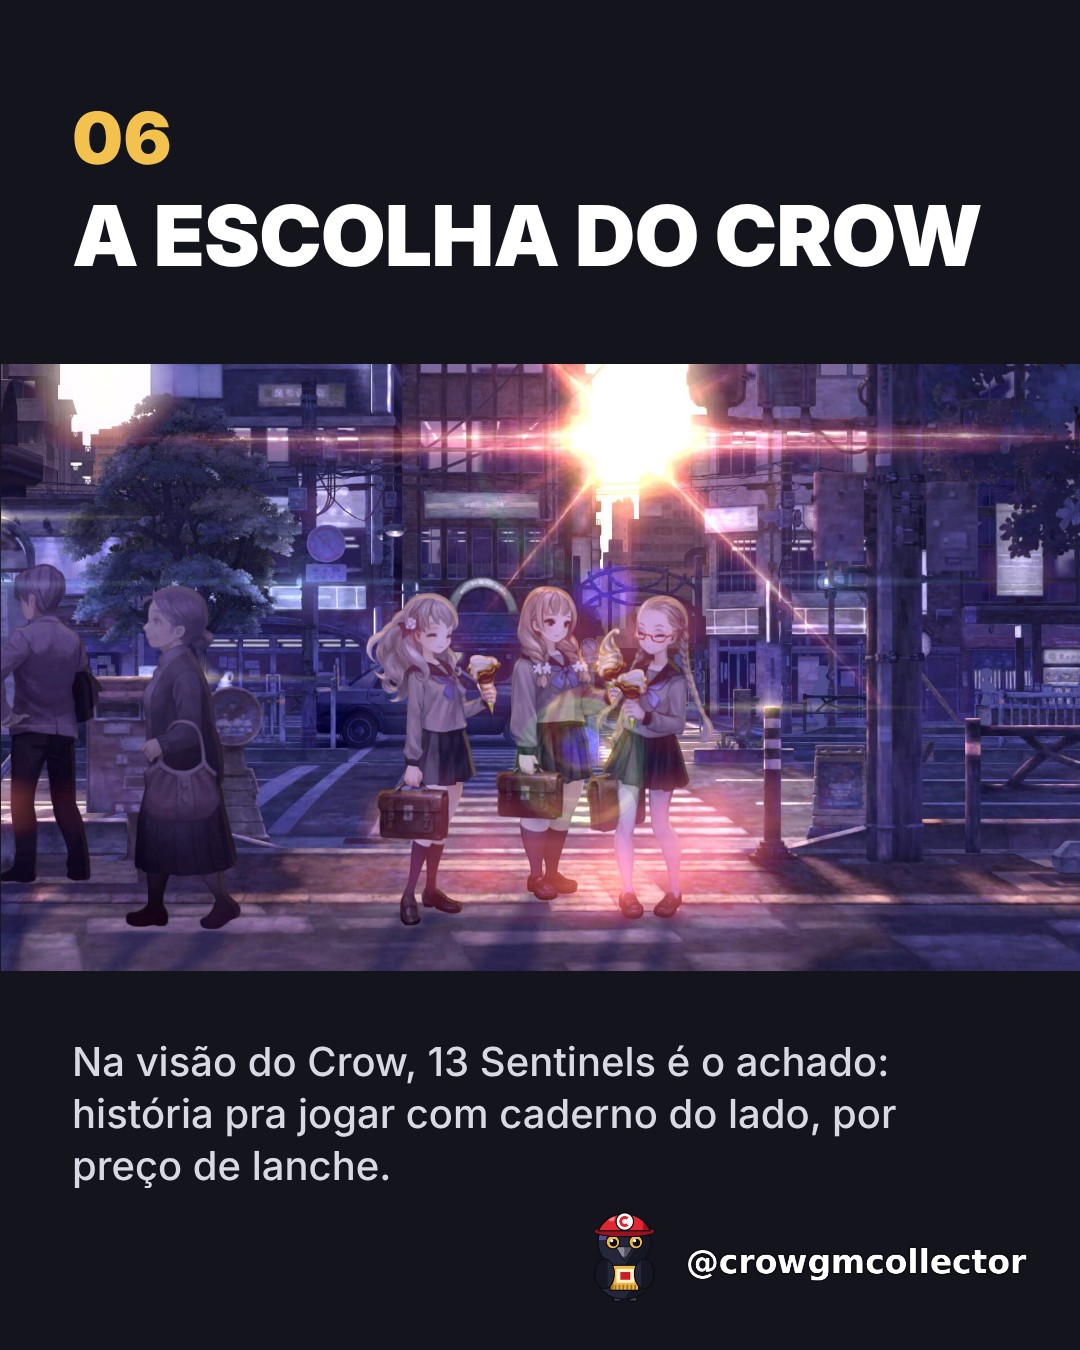 06
A ESCOLHA DO CROW
Na visão do Crow, 13 Sentinels é o achado:
história pra jogar com caderno do lado, por
preço de lanche.
C
@crowgmcollector